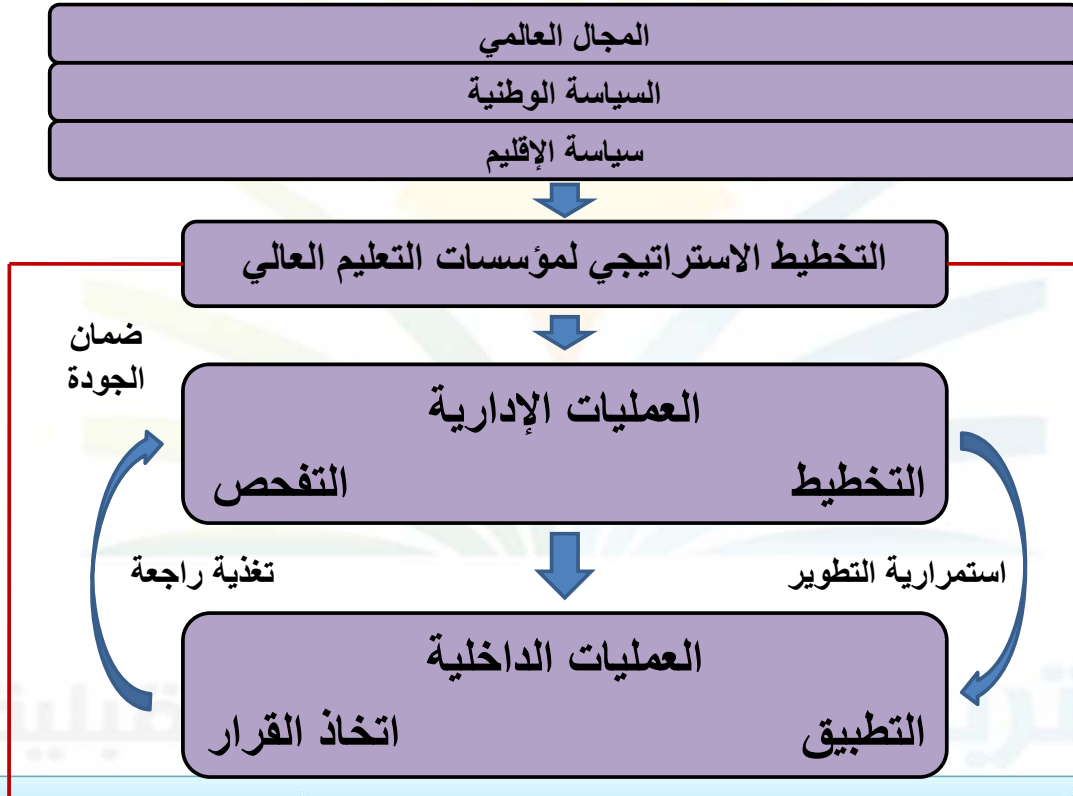 المجال العالمي
السياسة الوطنية
سياسة الإقليم
التخطيط الاستراتيجي لمؤسسات التعليم العالي
ضمان
الجودة
العمليات الإدارية
التخطيط
التفحص
استمرارية التطوير
تغذية راجعة
العمليات الداخلية
التطبيق
اتخاذ القرار